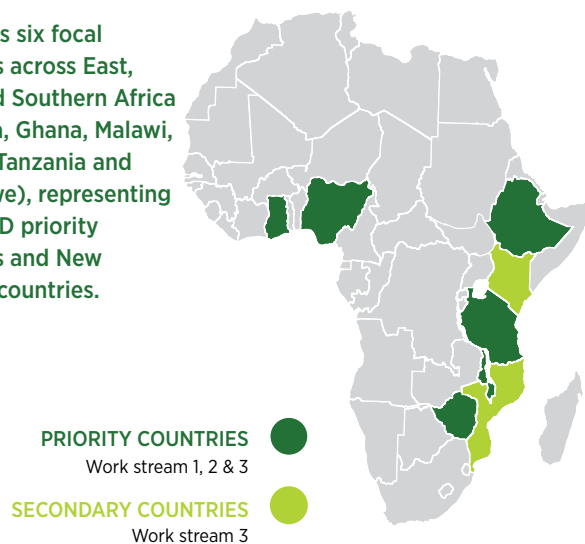 s six focal
s across East,
d Southern Africa
, Ghana, Malawi,
Tanzania and
ve), representing
D priority
s and New
countries.
PRIORITY COUNTRIES
Work stream 1, 2 & 3
SECONDARY COUNTRIES
Work stream 3